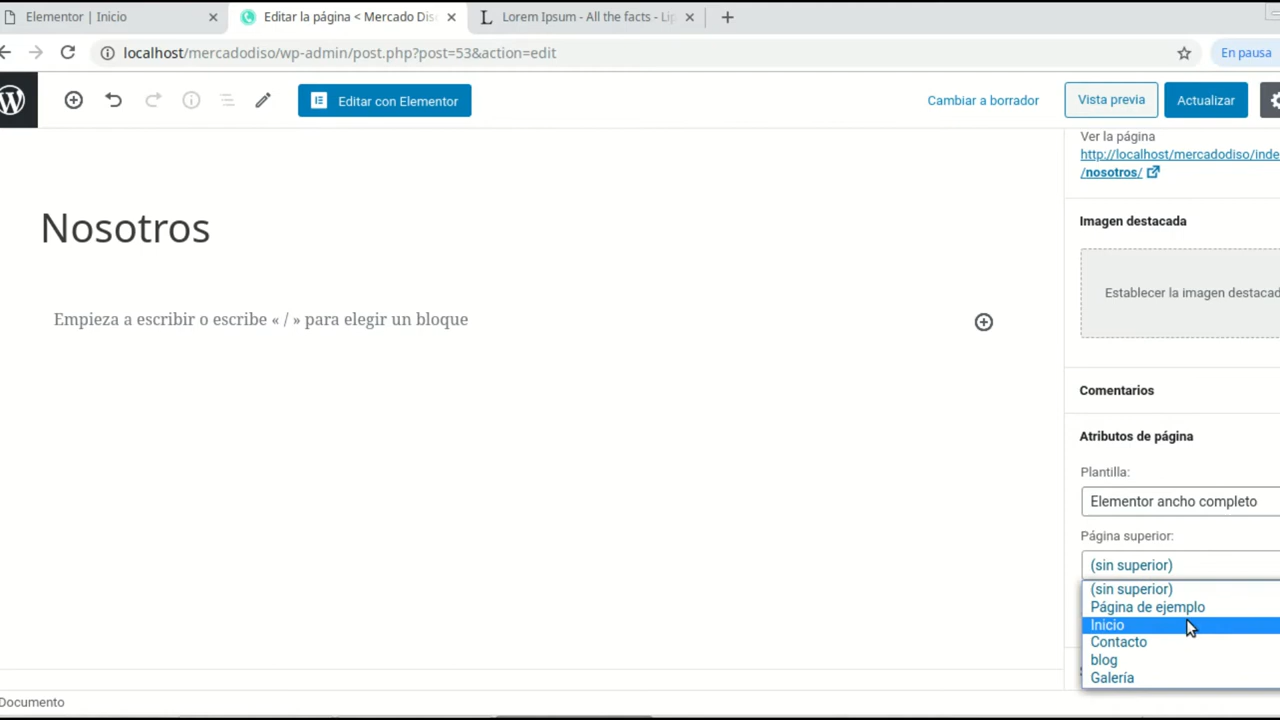 Elementor | Inicio
Editar la página < Mercado Dis
Lorem Ipsum - All the facts - Lip
localhost/mercadodiso/wp-admin/post.php?post=53&action=edit
En pausa
Editar con Elementor
Cambiar a borrador
Vista previa
Actualizar
Ver la página
http://localhost/mercadodiso/inde
/nosotros/
Nosotros
Imagen destacada
Establecer la imagen destacad
Empieza a escribir o escribe « / » para elegir un bloque
Comentarios
Atributos de página
Plantilla:
Elementor ancho completo
Página superior:
(sin superior)
(sin superior)
Página de ejemplo
Inicio
Contacto
blog
Galería
Documento